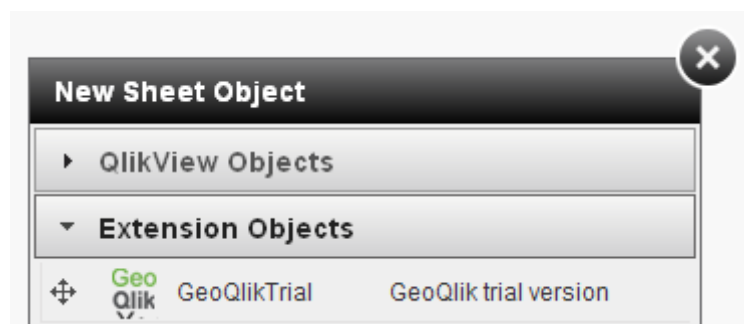 New Sheet Object
QlikView Objects
Extension Objects
Geo
Qlik
GeoQlikTrial GeoQlik trial version